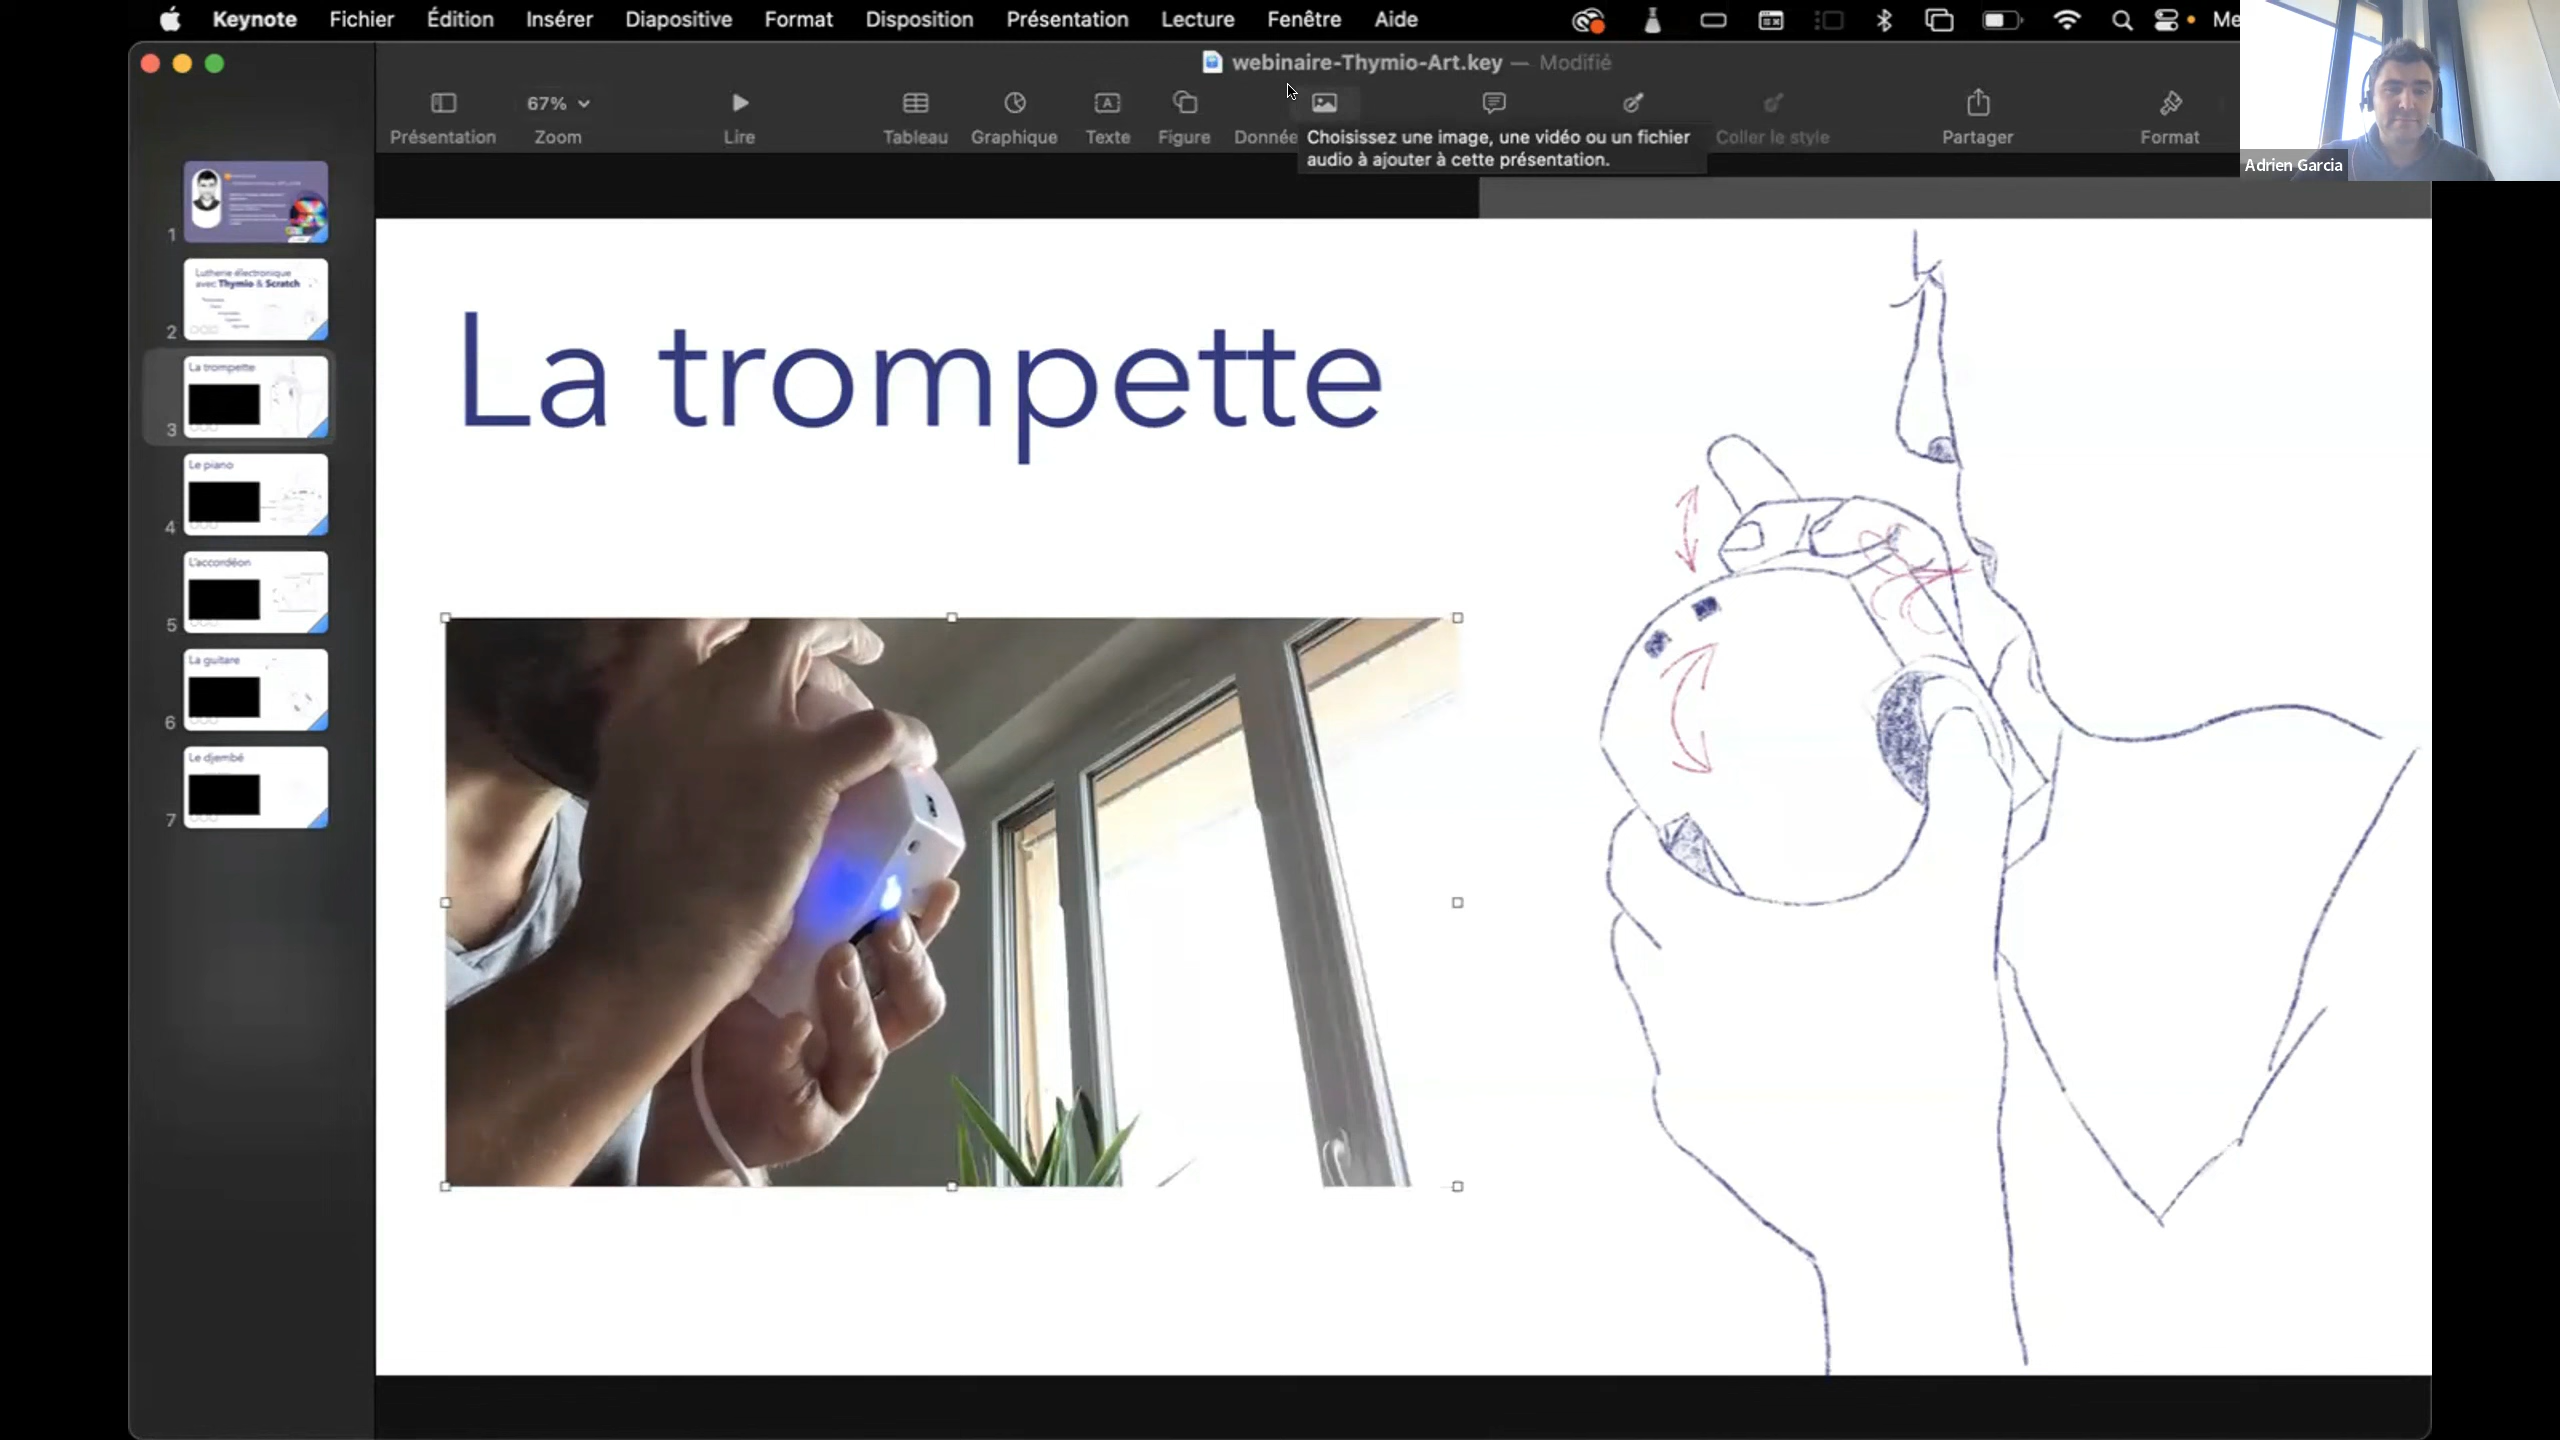 Keynote Fichier Édition Insérer Diapositive Format Disposition Présentation Lecture Fenêtre Aide Me
webinaire-Thymio-Art.key — Modifié
67%
Présentation Zoom Lire Tableau Graphique Texte Figure Donnée Coller le style Partager Format
Choisissez une image, une vidéo ou un fichier
audio à ajouter à cette présentation.
Adrien Garcia
1
Lutherie électronique
avec Thymio & Scratch
2
La trompette
3
Le piano
4
L'accordéon
5
La guitare
6
Le djembé
7
La trompette